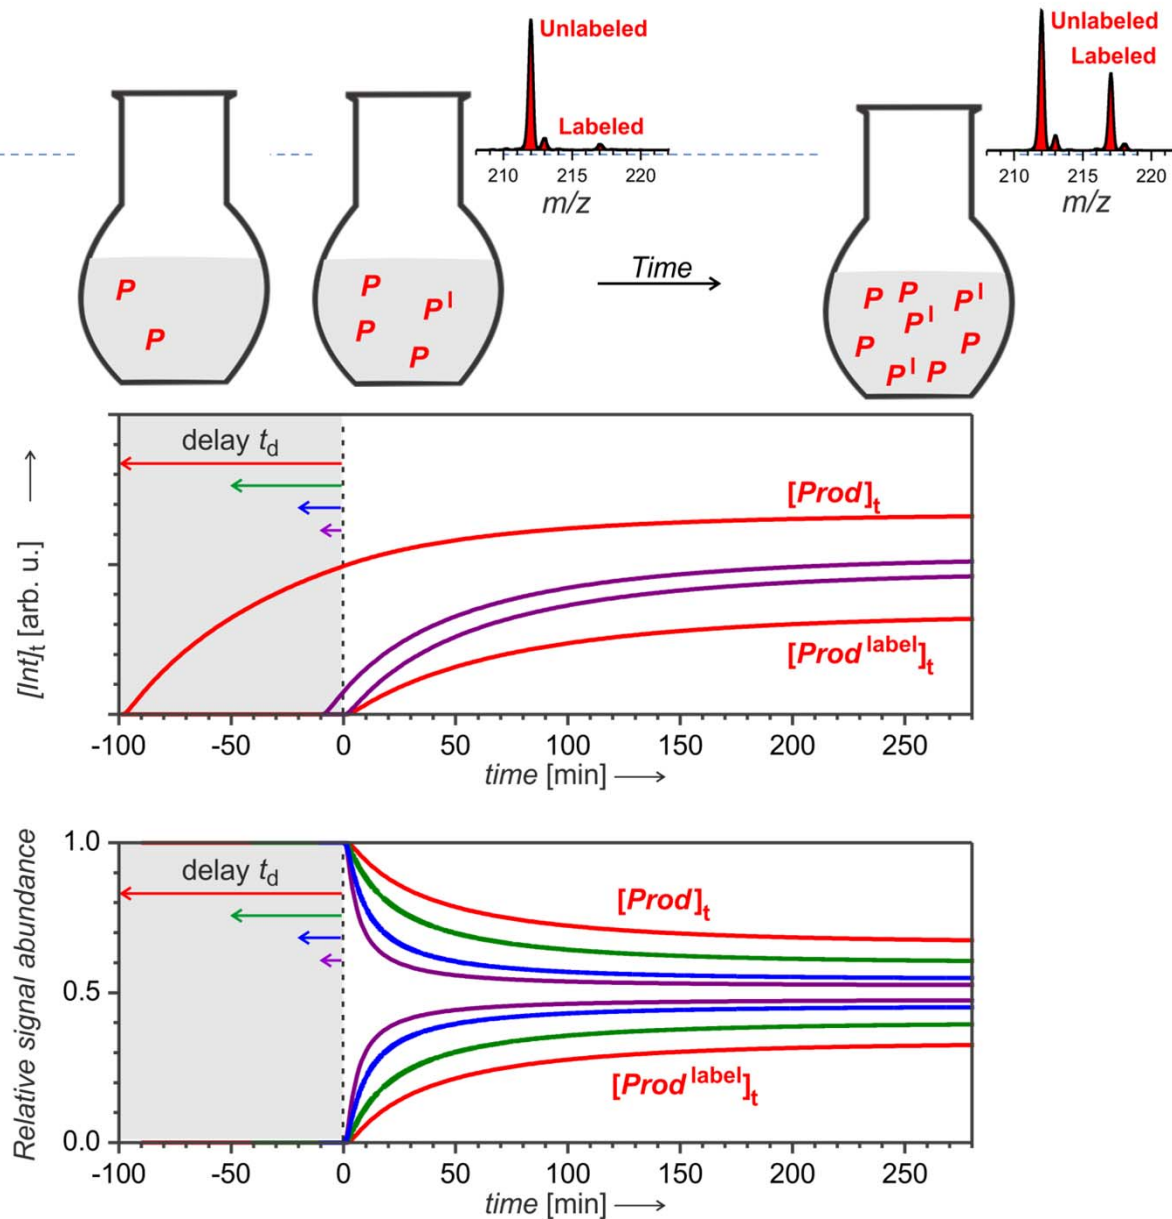 Unlabeled
Labeled
210 215 220
m/z
Unlabeled
Labeled
210 215 220
m/z
P
P
P
P
P
P^l
Time
P
P
P
P
P
P^l
P^l
P^l
[Int]t [arb. u.]
delay td
[Prod]t
[Prod label]t
-100 -50 0 50 100 150 200 250
time [min]
Relative signal abundance
1.0
0.5
0.0
delay td
[Prod]t
[Prod label]t
-100 -50 0 50 100 150 200 250
time [min]